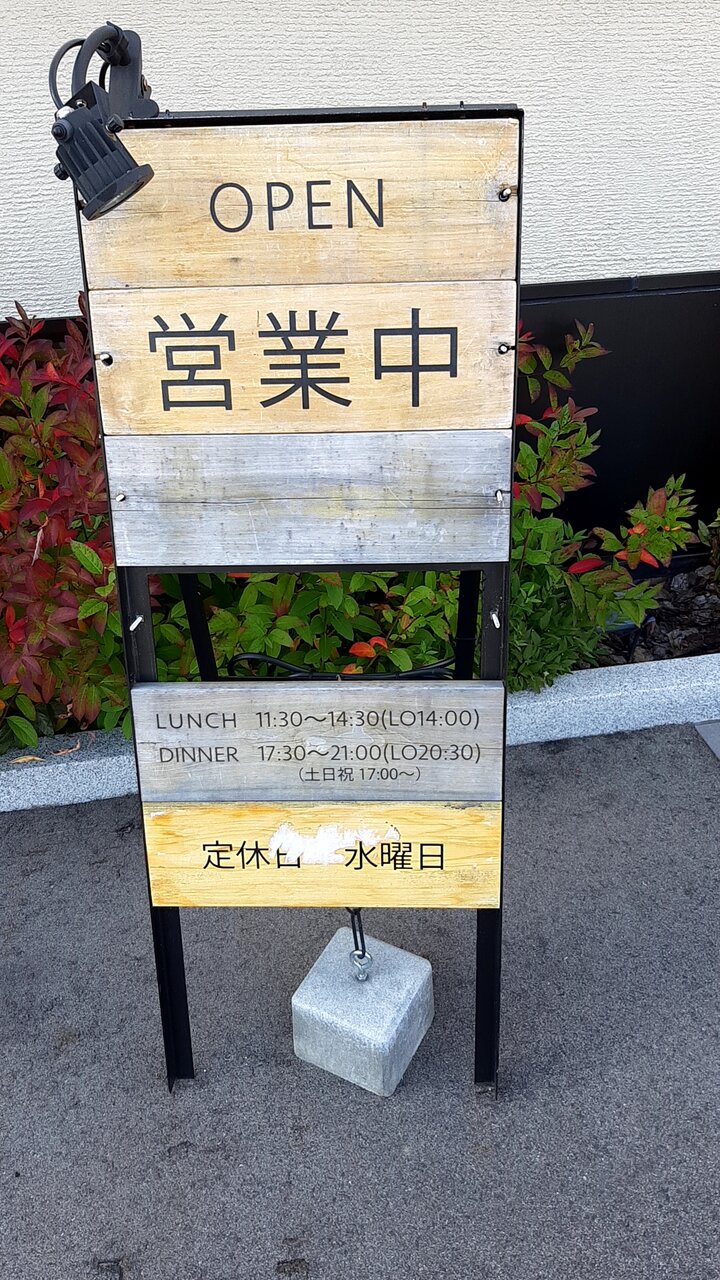 OPEN
営業中
LUNCH 11:30〜14:30(LO14:00)
DINNER 17:30〜21:00(LO20:30)
(土日祝 17:00〜)
定休日 水曜日